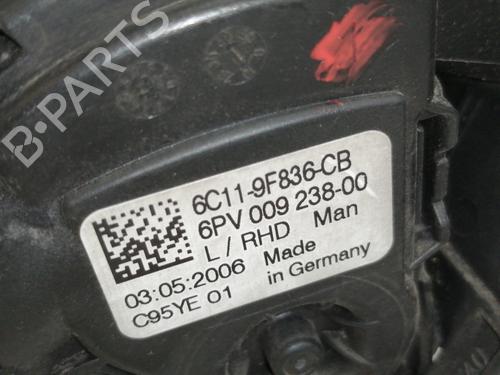 B-PARTS
6C11-9F836-CB
6PV 009 238-00
L / RHD Man
03:05:2006 Made
C95YE 01 in Germany